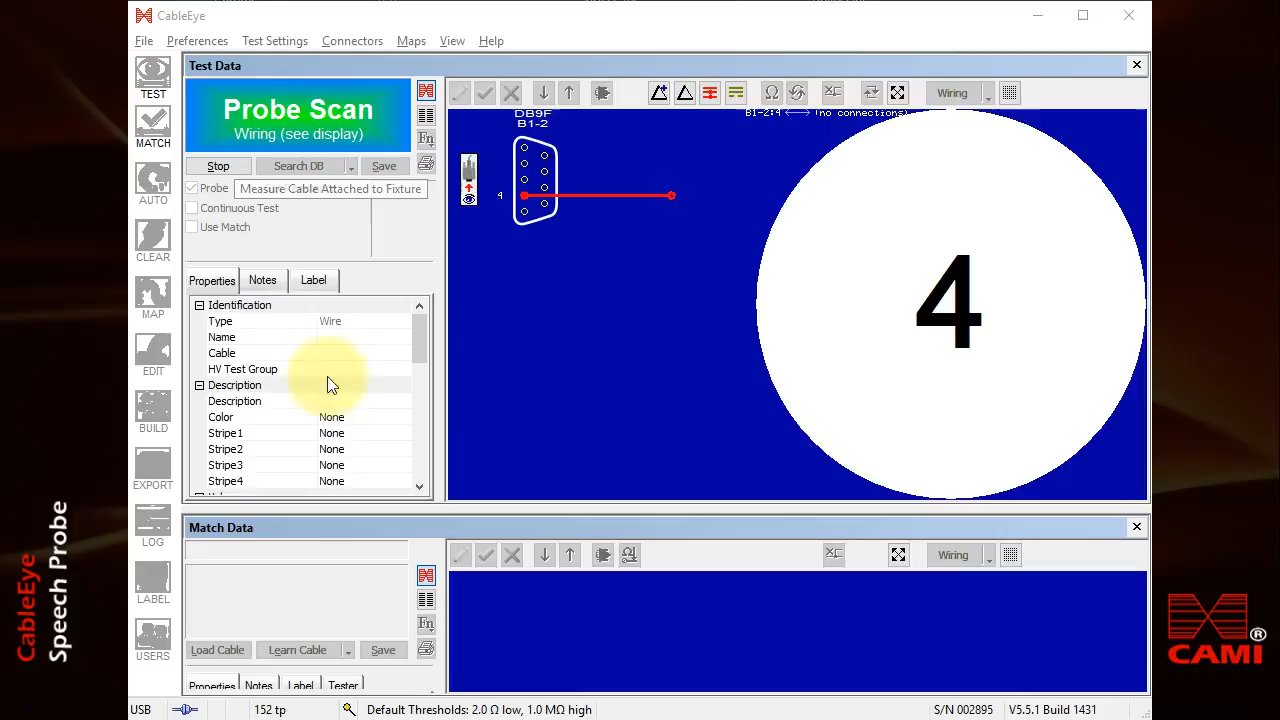 CableEye
File Preferences Test Settings Connectors Maps View Help
TEST
MATCH
AUTO
CLEAR
MAP
EDIT
BUILD
EXPORT
LOG
LABEL
USERS
Test Data
Probe Scan
Wiring (see display)
Stop Search DB Save
Probe
Measure Cable Attached to Fixture
Continuous Test
Use Match
Properties Notes Label
Identification
Type Wire
Name
Cable
HV Test Group
Description
Description
Color None
Stripe1 None
Stripe2 None
Stripe3 None
Stripe4 None
Fn
Wiring
DB9F
B1-2
B1-2:4 <---> (no connections)
4
4
Match Data
Fn
Wiring
Load Cable Learn Cable Save
Properties Notes Label Tester
USB 152 tp Default Thresholds: 2.0 Ω low, 1.0 MΩ high S/N 002895 V5.5.1 Build 1431
CableEye
Speech Probe
CAMI ®